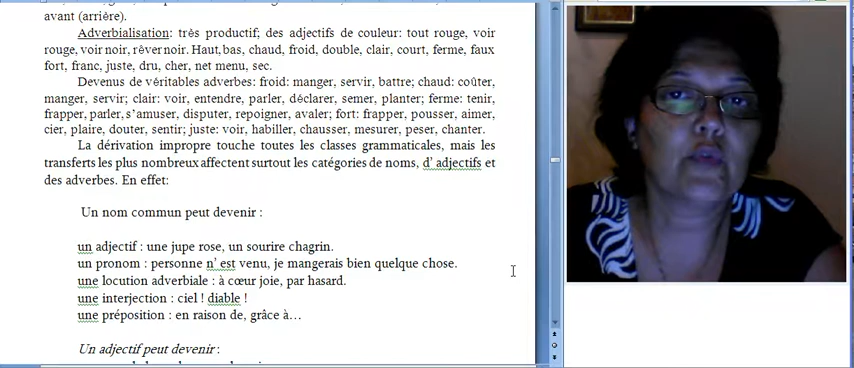 avant (arrière).
Adverbialisation: très productif; des adjectifs de couleur: tout rouge, voir
rouge, voir noir, rêver noir. Haut, bas, chaud, froid, double, clair, court, ferme, faux
fort, franc, juste, dru, cher, net menu, sec.
Devenus de véritables adverbes: froid: manger, servir, battre; chaud: coûter,
manger, servir; clair: voir, entendre, parler, déclarer, semer, planter; ferme: tenir,
frapper, parler, s'amuser, disputer, repoigner, avaler; fort: frapper, pousser, aimer,
cier, plaire, douter, sentir; juste: voir, habiller, chausser, mesurer, peser, chanter.
La dérivation impropre touche toutes les classes grammaticales, mais les
transferts les plus nombreux affectent surtout les catégories de noms, d' adjectifs et
des adverbes. En effet:
Un nom commun peut devenir :
un adjectif : une jupe rose, un sourire chagrin.
un pronom : personne n' est venu, je mangerais bien quelque chose.
une locution adverbiale : à cœur joie, par hasard.
une interjection : ciel ! diable !
une préposition : en raison de, grâce à…
Un adjectif peut devenir :